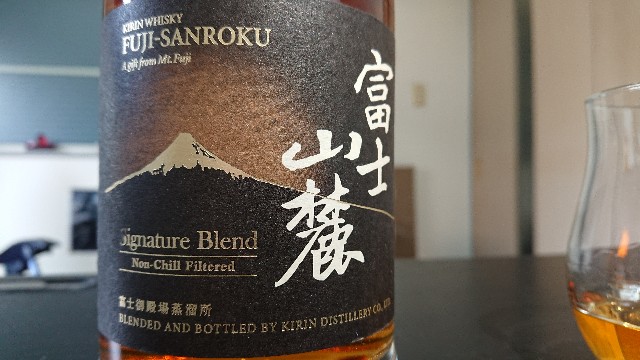 KIRIN WHISKY
FUJI-SANROKU
A gift from Mt. Fuji
富士
山麓
Signature Blend
Non-Chill Filtered
富士御殿場蒸溜所
BLENDED AND BOTTLED BY KIRIN DISTILLERY CO., LTD.